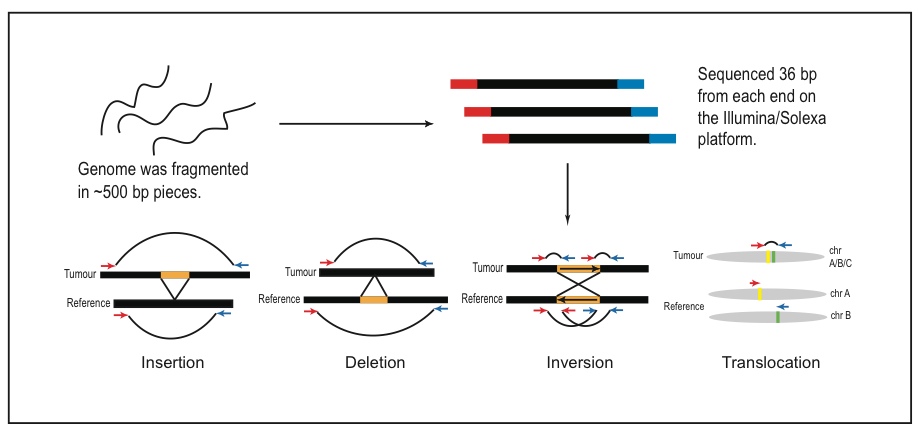 Genome was fragmented
in ~500 bp pieces.
Sequenced 36 bp
from each end on
the Illumina/Solexa
platform.
Tumour
Reference
Insertion
Tumour
Reference
Deletion
Tumour
Reference
Inversion
Tumour
chr
A/B/C
chr A
Reference
chr B
Translocation